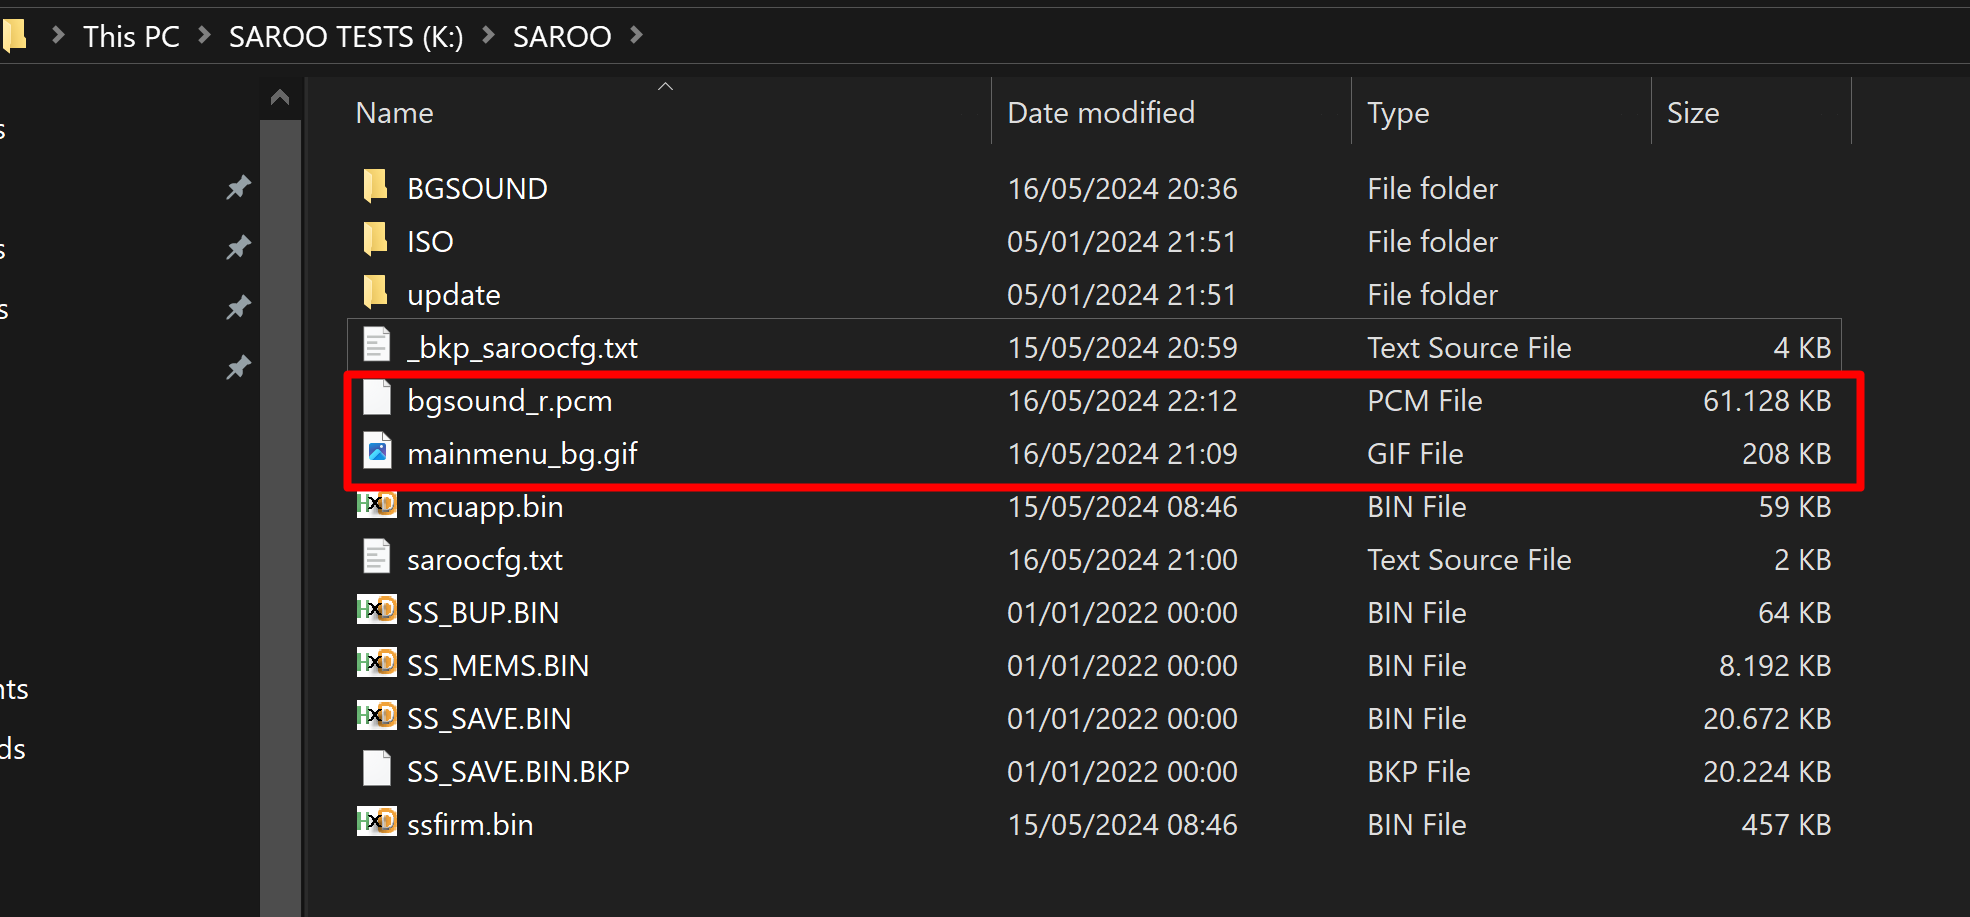 This PC > SAROO TESTS (K:) > SAROO >
Name Date modified Type Size
BGSOUND 16/05/2024 20:36 File folder
ISO 05/01/2024 21:51 File folder
update 05/01/2024 21:51 File folder
_bkp_saroocfg.txt 15/05/2024 20:59 Text Source File 4 KB
bgsound_r.pcm 16/05/2024 22:12 PCM File 61.128 KB
mainmenu_bg.gif 16/05/2024 21:09 GIF File 208 KB
HxD mcuapp.bin 15/05/2024 08:46 BIN File 59 KB
saroocfg.txt 16/05/2024 21:00 Text Source File 2 KB
HxD SS_BUP.BIN 01/01/2022 00:00 BIN File 64 KB
HxD SS_MEMS.BIN 01/01/2022 00:00 BIN File 8.192 KB
HxD SS_SAVE.BIN 01/01/2022 00:00 BIN File 20.672 KB
SS_SAVE.BIN.BKP 01/01/2022 00:00 BKP File 20.224 KB
HxD ssfirm.bin 15/05/2024 08:46 BIN File 457 KB